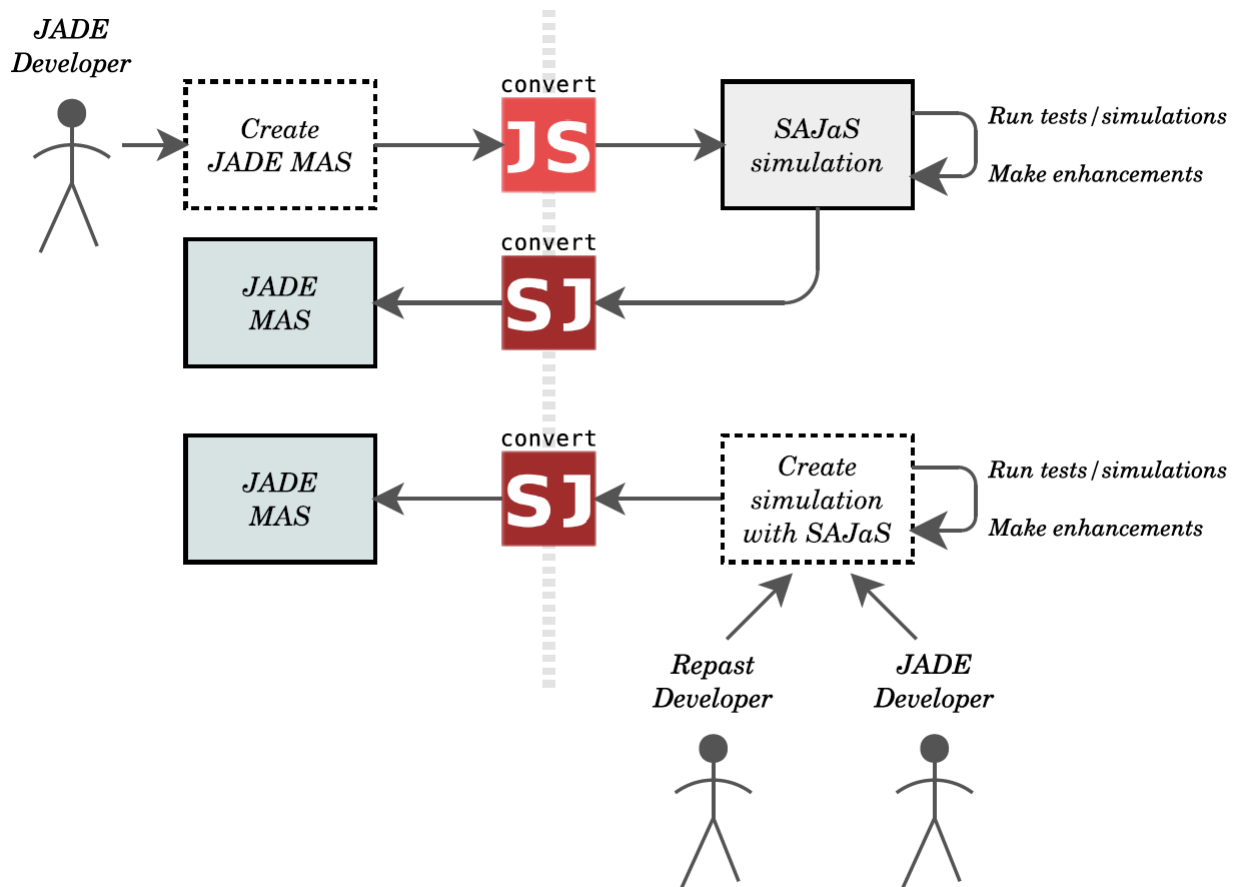 JADE
Developer
convert
Create
JADE MAS
JS
SAJaS
simulation
Run tests/simulations
Make enhancements
convert
JADE
MAS
SJ
convert
JADE
MAS
SJ
Create
simulation
with SAJaS
Run tests/simulations
Make enhancements
Repast
Developer
JADE
Developer